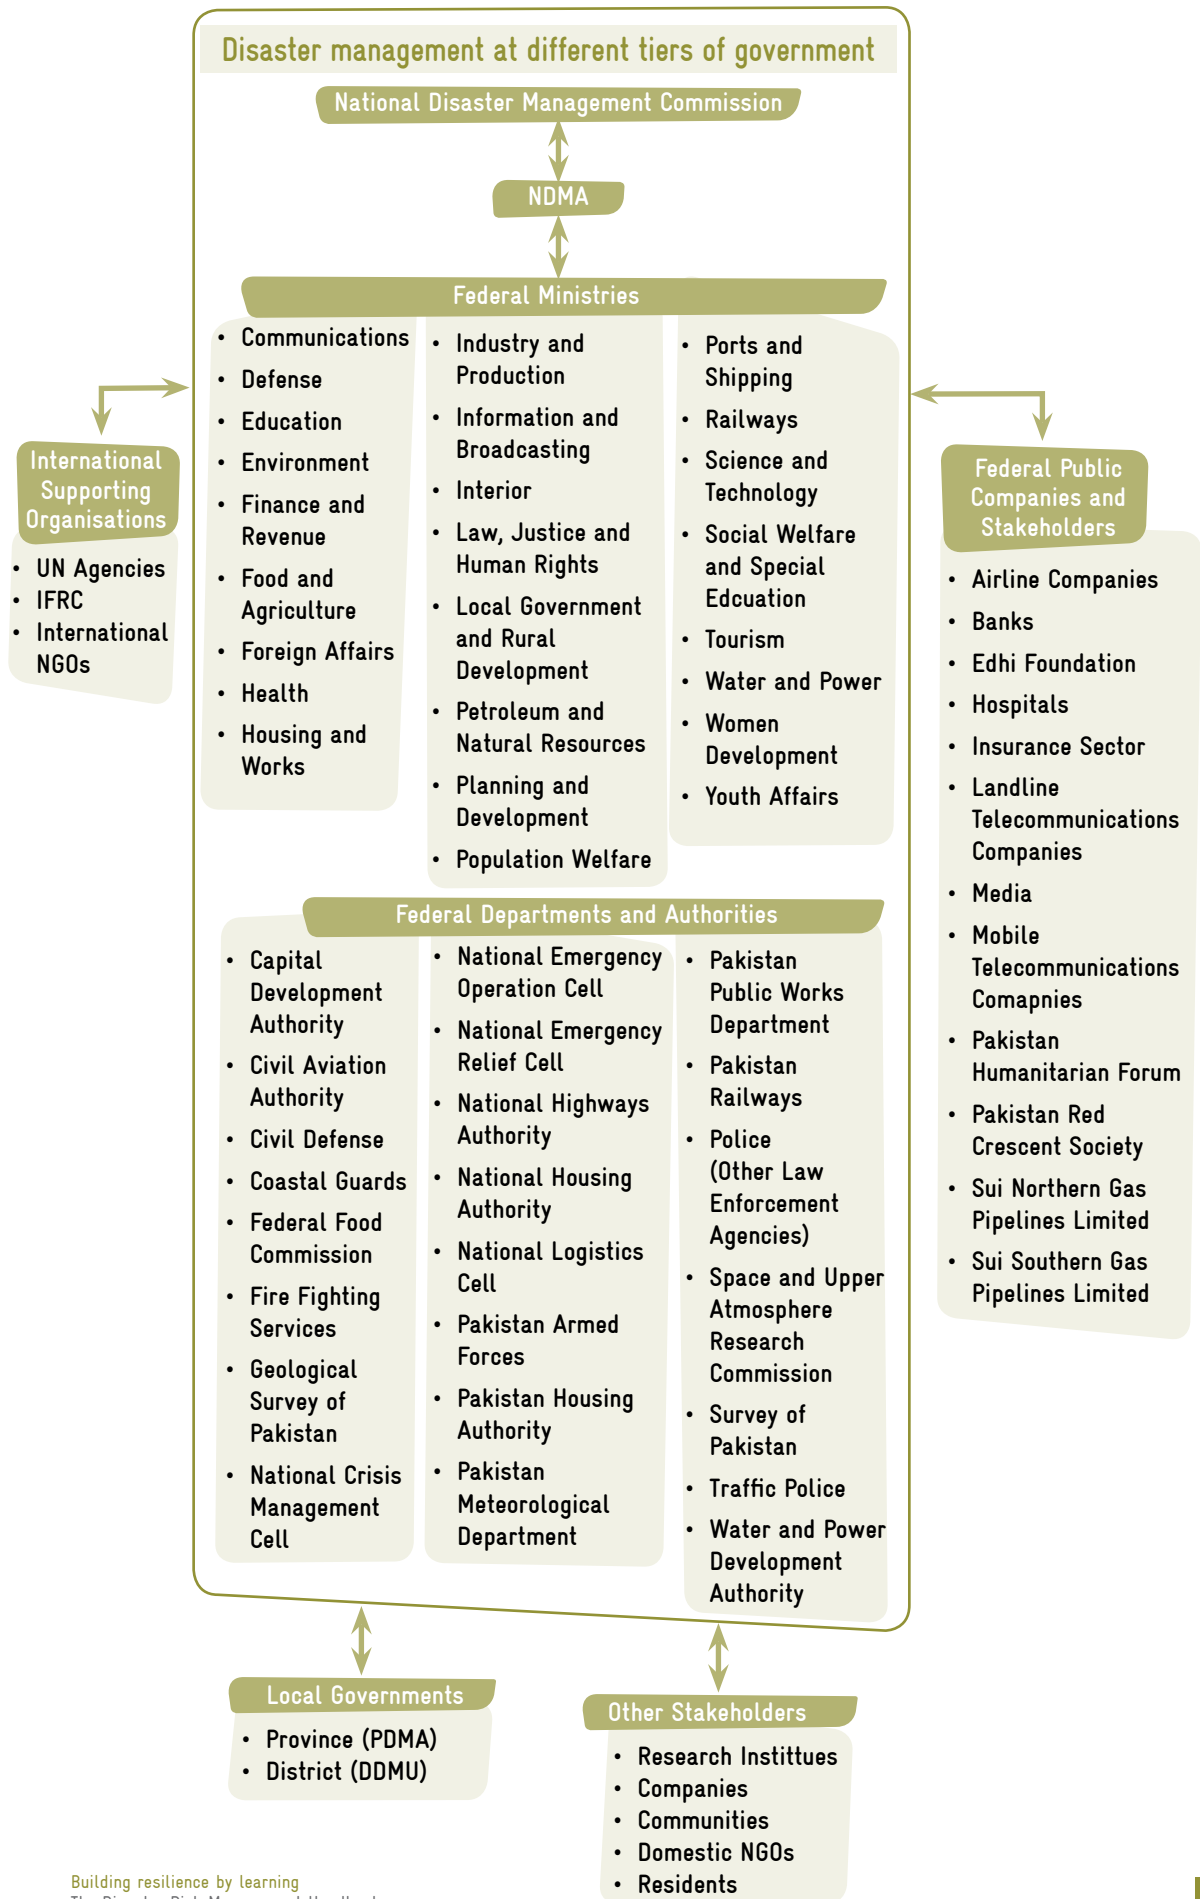 Disaster management at different tiers of government
National Disaster Management Commission
NDMA
Federal Ministries
• Communications
• Defense
• Education
• Environment
• Finance and
Revenue
• Food and
Agriculture
• Foreign Affairs
• Health
• Housing and
Works
• Industry and
Production
• Information and
Broadcasting
• Interior
• Law, Justice and
Human Rights
• Local Government
and Rural
Development
• Petroleum and
Natural Resources
• Planning and
Development
• Population Welfare
• Ports and
Shipping
• Railways
• Science and
Technology
• Social Welfare
and Special
Edcuation
• Tourism
• Water and Power
• Women
Development
• Youth Affairs
International
Supporting
Organisations
• UN Agencies
• IFRC
• International
NGOs
Federal Public
Companies and
Stakeholders
• Airline Companies
• Banks
• Edhi Foundation
• Hospitals
• Insurance Sector
• Landline
Telecommunications
Companies
• Media
• Mobile
Telecommunications
Comapnies
• Pakistan
Humanitarian Forum
• Pakistan Red
Crescent Society
• Sui Northern Gas
Pipelines Limited
• Sui Southern Gas
Pipelines Limited
Federal Departments and Authorities
• Capital
Development
Authority
• Civil Aviation
Authority
• Civil Defense
• Coastal Guards
• Federal Food
Commission
• Fire Fighting
Services
• Geological
Survey of
Pakistan
• National Crisis
Management
Cell
• National Emergency
Operation Cell
• National Emergency
Relief Cell
• National Highways
Authority
• National Housing
Authority
• National Logistics
Cell
• Pakistan Armed
Forces
• Pakistan Housing
Authority
• Pakistan
Meteorological
Department
• Pakistan
Public Works
Department
• Pakistan
Railways
• Police
(Other Law
Enforcement
Agencies)
• Space and Upper
Atmosphere
Research
Commission
• Survey of
Pakistan
• Traffic Police
• Water and Power
Development
Authority
Local Governments
• Province (PDMA)
• District (DDMU)
Other Stakeholders
• Research Instittues
• Companies
• Communities
• Domestic NGOs
• Residents
Building resilience by learning